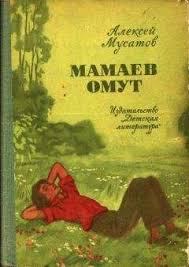 Алексей
Мусатов
МАМАЕВ
ОМУТ
Издательство
"Детская
литература"